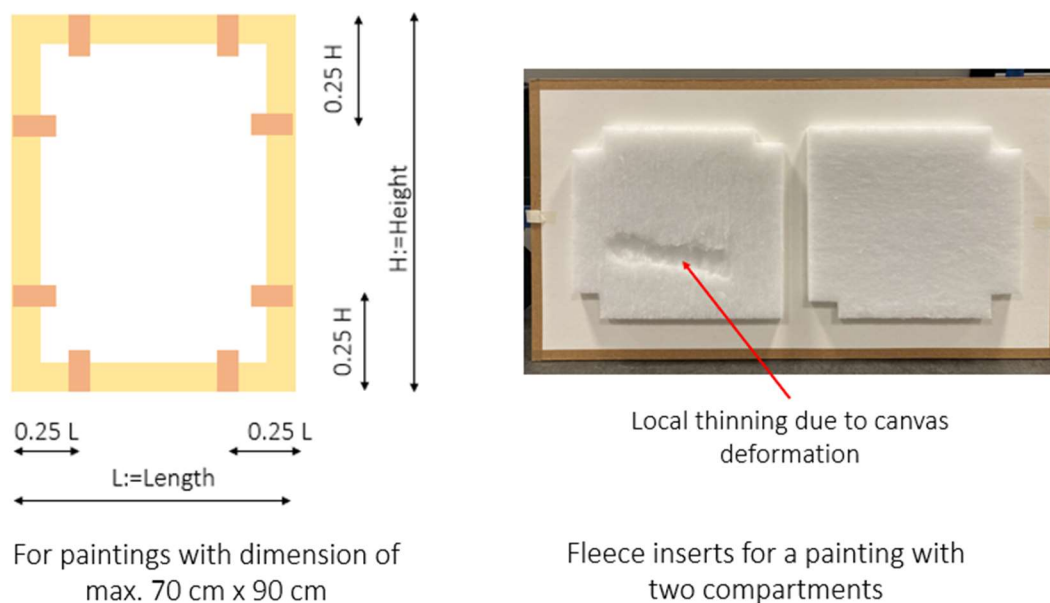 0.25 H
H:=Height
0.25 H
0.25 L
0.25 L
L:=Length
For paintings with dimension of
max. 70 cm x 90 cm
Local thinning due to canvas
deformation
Fleece inserts for a painting with
two compartments